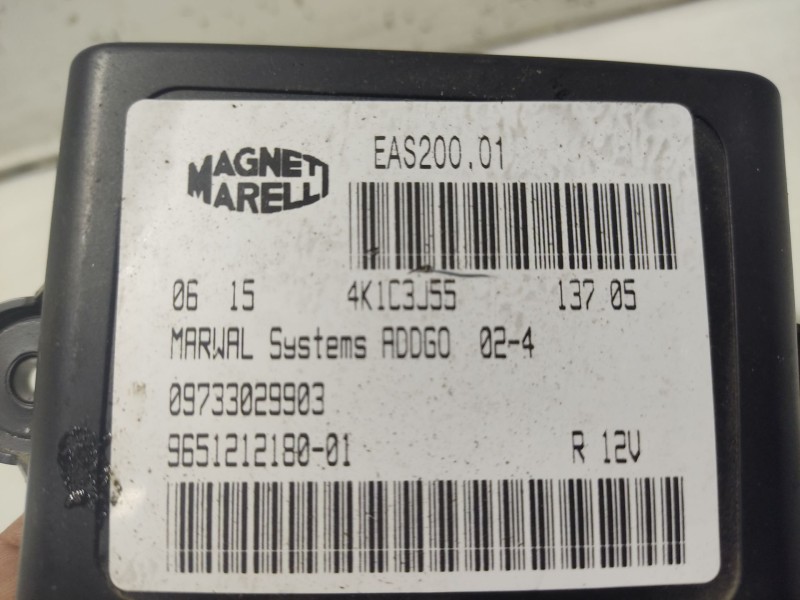 MAGNETI
MARELLI
EAS200.01
06 15 4K1C3J55 137 05
MARWAL Systems ADDGO 02-4
09733029903
9651212180-01 R 12V